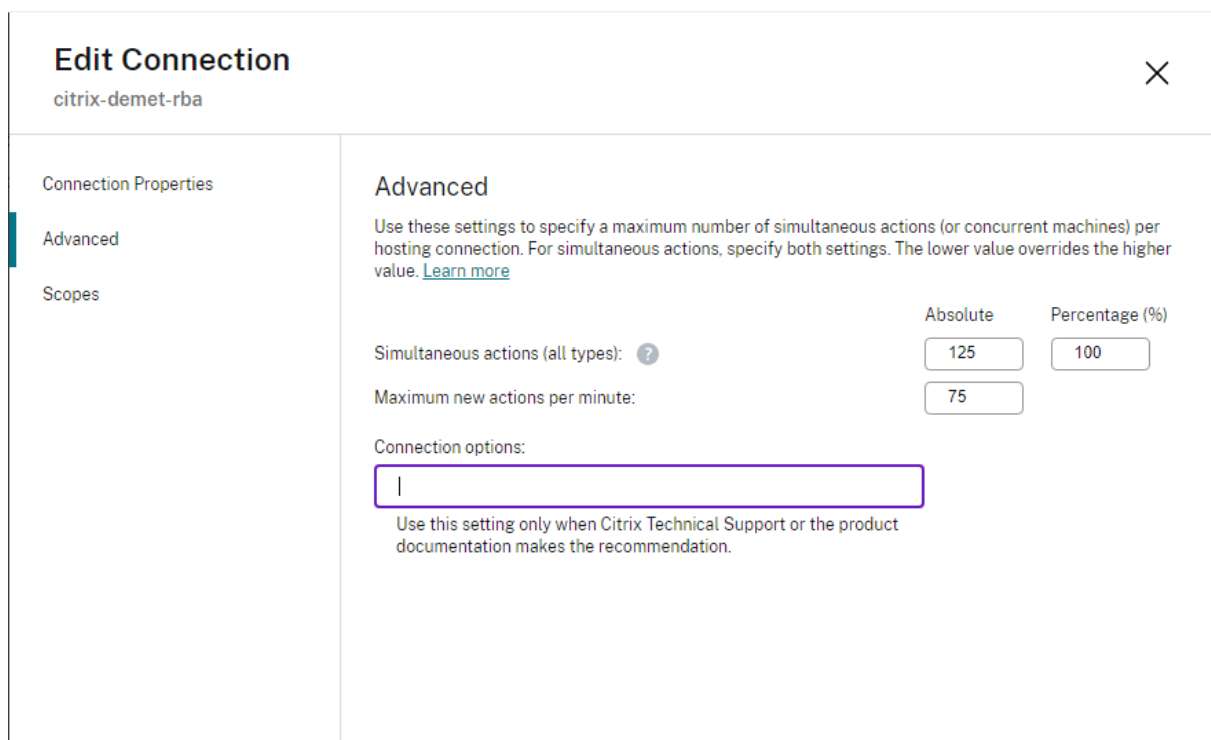 Edit Connection
citrix-demet-rba
Connection Properties
Advanced
Scopes
Advanced
Use these settings to specify a maximum number of simultaneous actions (or concurrent machines) per
hosting connection. For simultaneous actions, specify both settings. The lower value overrides the higher
value. Learn more
Absolute Percentage (%)
Simultaneous actions (all types): ? 125 100
Maximum new actions per minute: 75
Connection options:
Use this setting only when Citrix Technical Support or the product
documentation makes the recommendation.